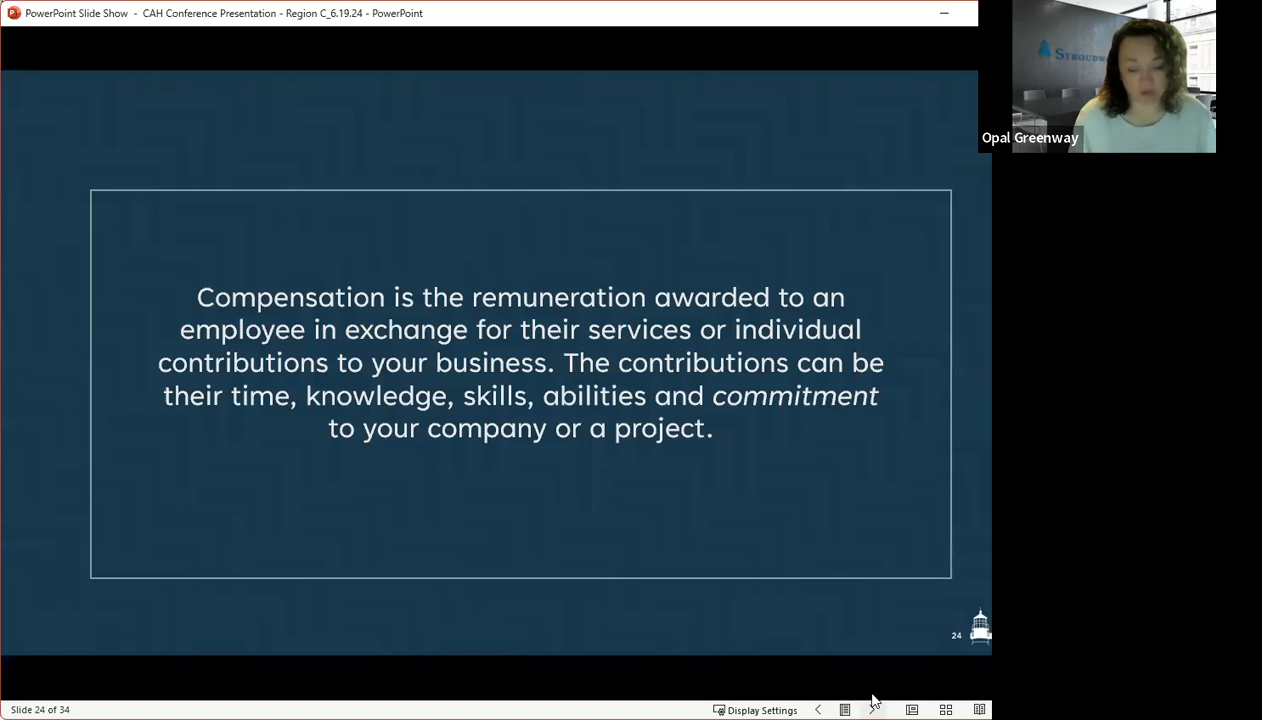 PowerPoint Slide Show - CAH Conference Presentation - Region C_6.19.24 - PowerPoint
Opal Greenway
Compensation is the remuneration awarded to an
employee in exchange for their services or individual
contributions to your business. The contributions can be
their time, knowledge, skills, abilities and commitment
to your company or a project.
24
Slide 24 of 34
Display Settings